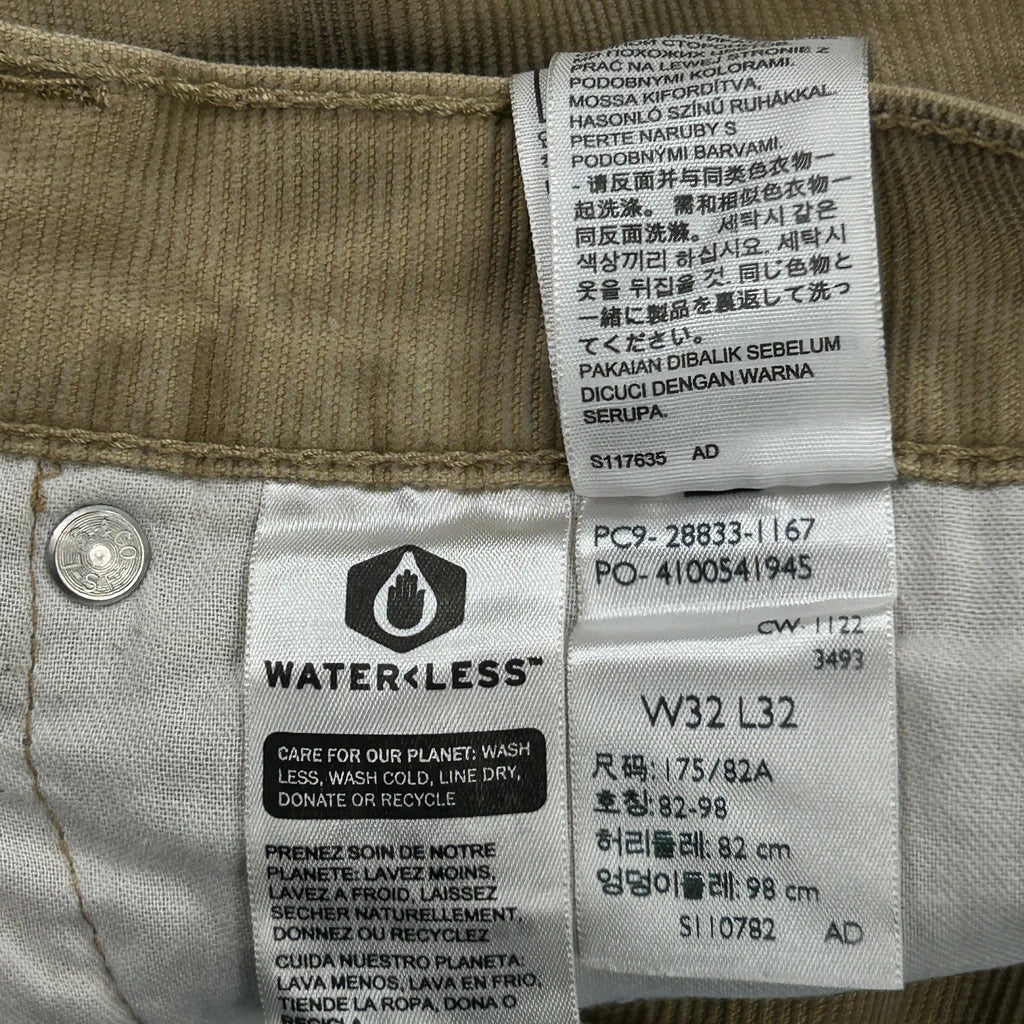 PRAĆ NA LEWEJ STRONIE Z
PODOBNYMI KOLORAMI.
MOSSA KIFORDÍTVA,
HASONLÓ SZÍNŰ RUHÁKKAL.
PERTE NARUBY S
PODOBNÝMI BARVAMI.
- 请反面并与同类色衣物一
起洗涤。 需和相似色衣物一
同反面洗滌。 세탁시 같은
색상끼리 하십시요. 세탁시
옷을 뒤집을 것. 同じ色物と
一緒に製品を裏返して洗っ
てください。
PAKAIAN DIBALIK SEBELUM
DICUCI DENGAN WARNA
SERUPA.
S117635 AD
WATER<LESS™
CARE FOR OUR PLANET: WASH
LESS, WASH COLD, LINE DRY,
DONATE OR RECYCLE
PRENEZ SOIN DE NOTRE
PLANETE: LAVEZ MOINS,
LAVEZ A FROID, LAISSEZ
SECHER NATURELLEMENT,
DONNEZ OU RECYCLEZ
CUIDA NUESTRO PLANETA:
LAVA MENOS, LAVA EN FRIO,
TIENDE LA ROPA, DONA O
RECICLA
PC9- 28833-1167
PO- 4100541945
CW- 1122
3493
W32 L32
尺码: 175/82A
호칭: 82-98
허리둘레: 82 cm
엉덩이둘레: 98 cm
S110782 AD